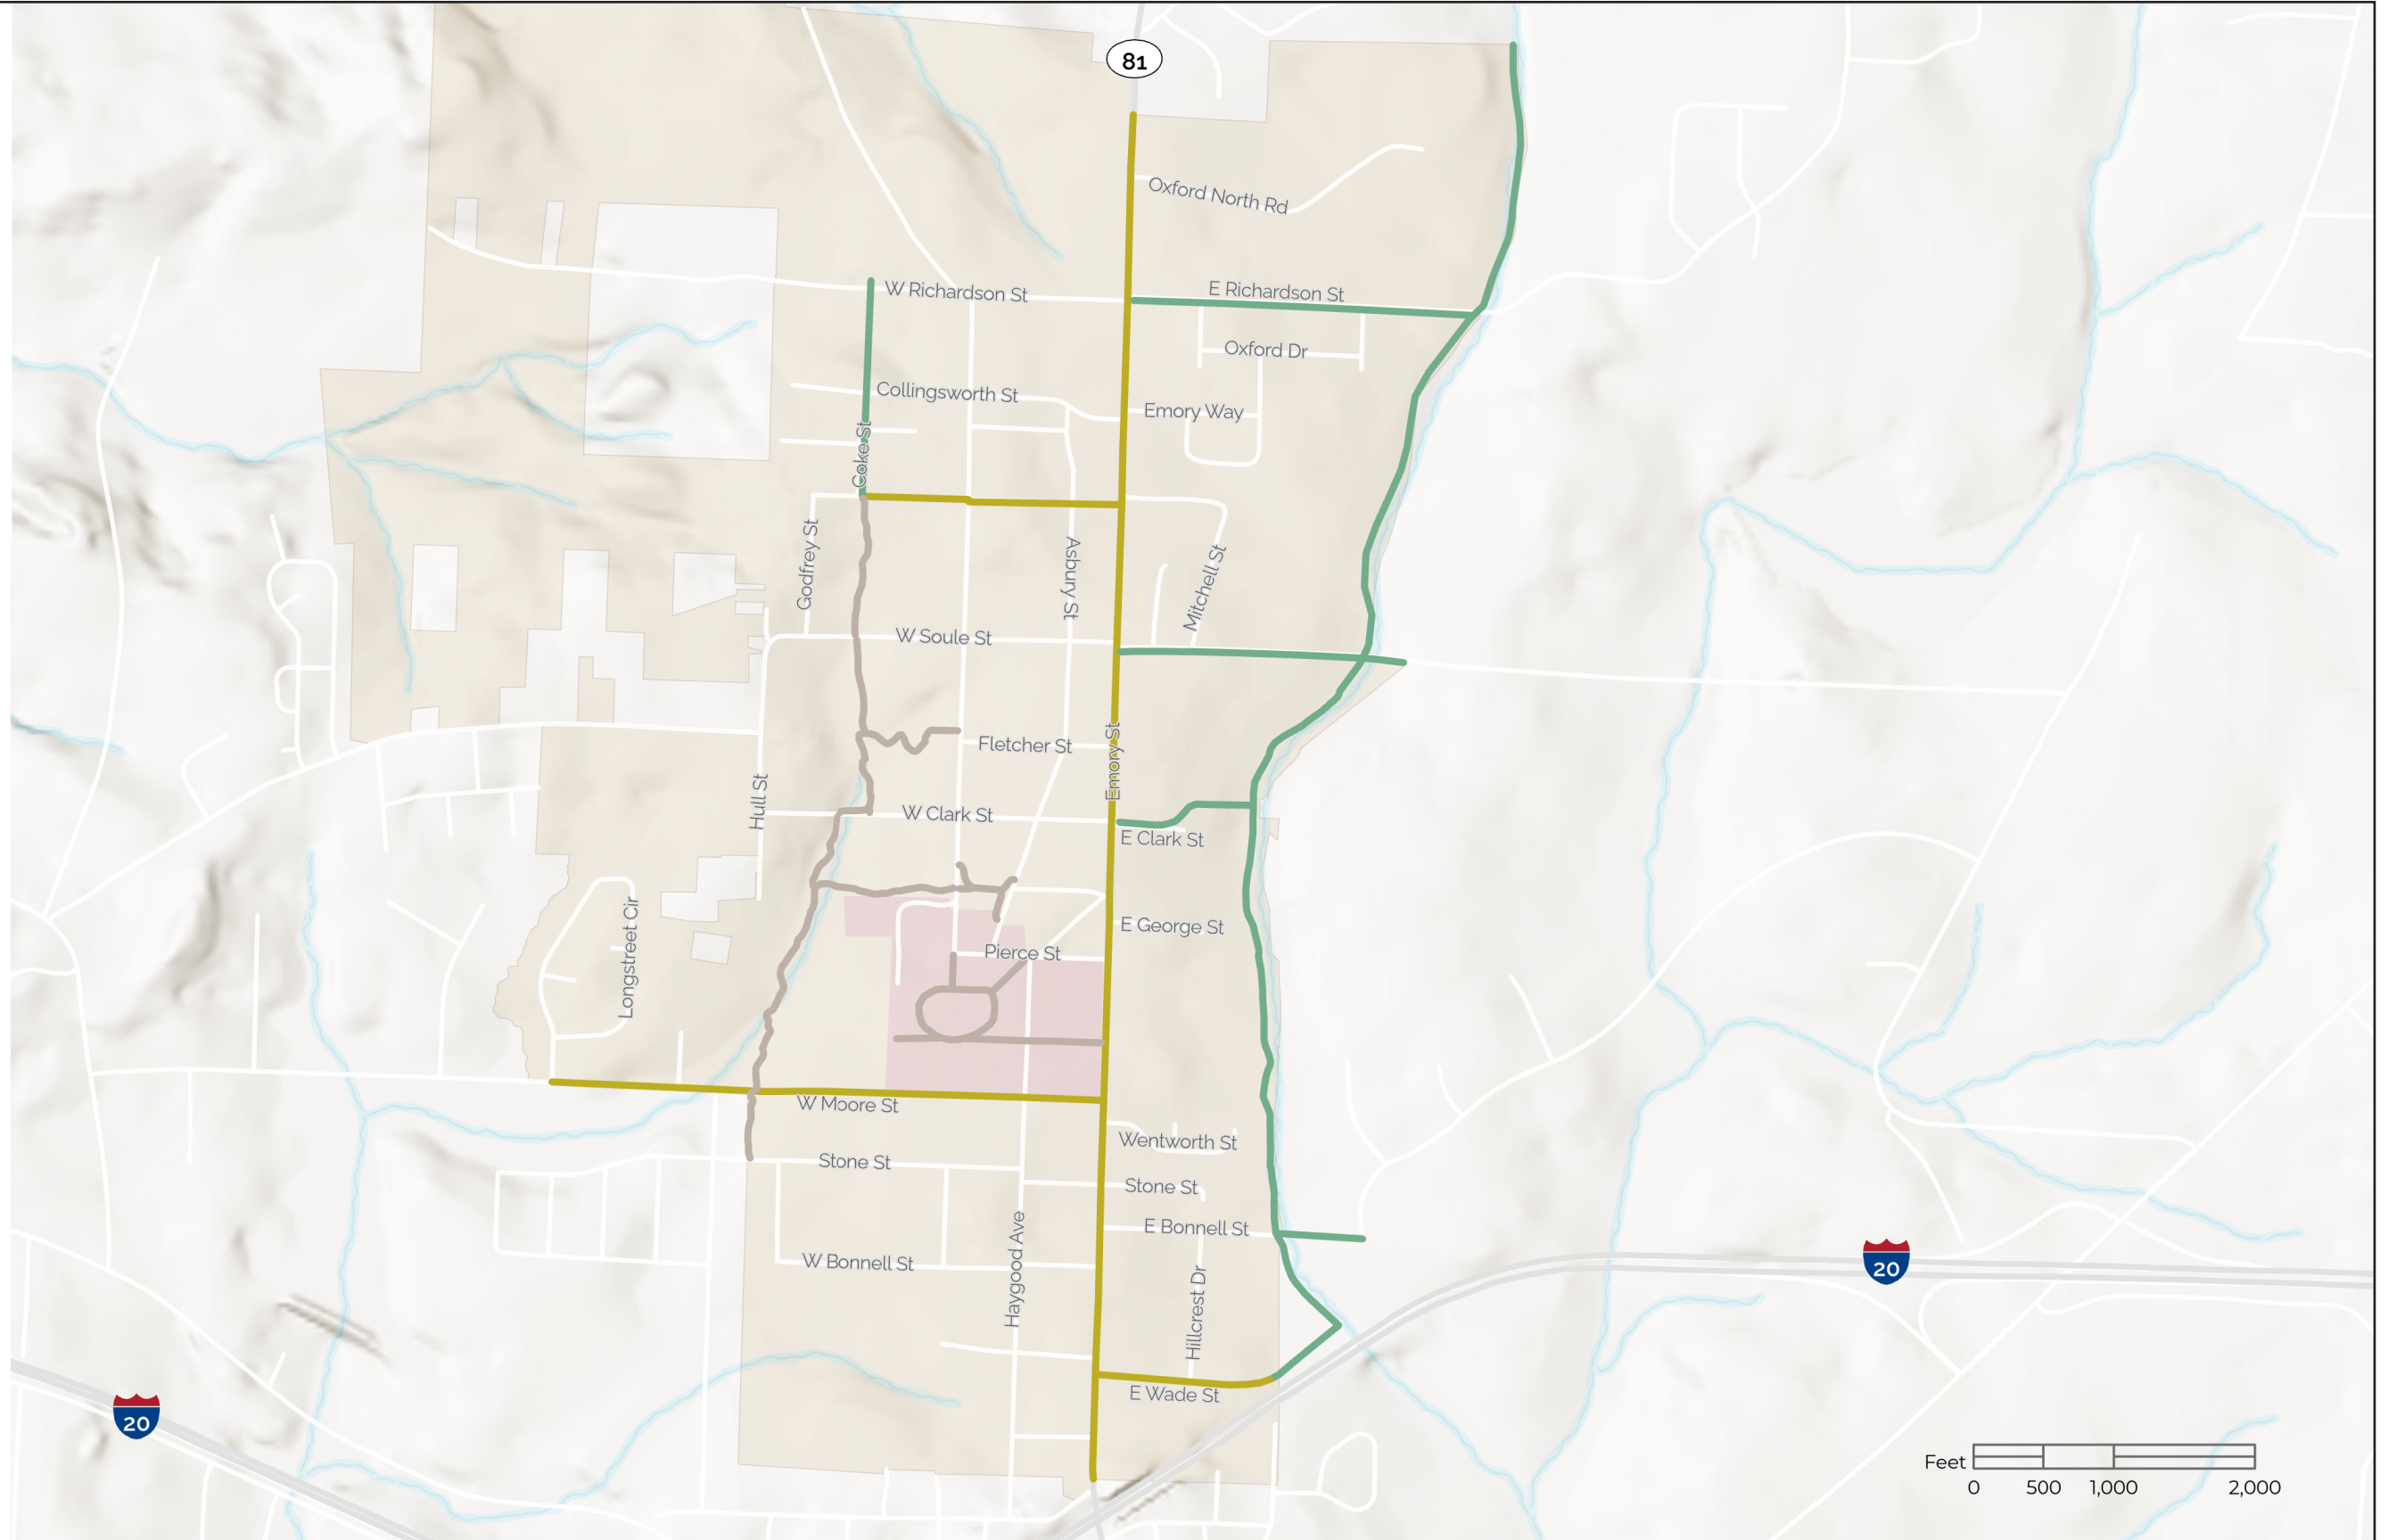 81
Oxford North Rd
W Richardson St
E Richardson St
Oxford Dr
Collingsworth St
Emory Way
Coke St
Godfrey St
Asbury St
Mitchell St
W Soule St
Fletcher St
Emory St
Hull St
W Clark St
E Clark St
Longstreet Cir
E George St
Pierce St
W Moore St
Wentworth St
Stone St
Stone St
E Bonnell St
W Bonnell St
Haygood Ave
Hillcrest Dr
20
E Wade St
20
Feet
0 500 1,000 2,000